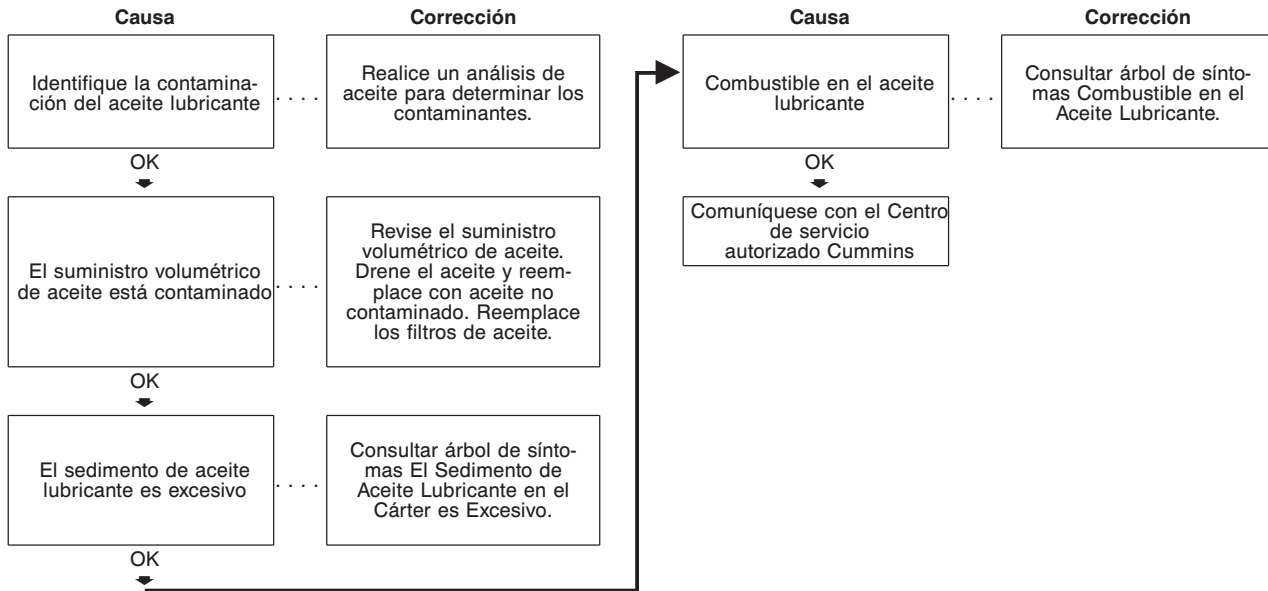 Causa
Corrección
Identifique la contamina-
ción del aceite lubricante
. . . .
Realice un análisis de
aceite para determinar los
contaminantes.
OK
El suministro volumétrico
de aceite está contaminado
. . . .
Revise el suministro
volumétrico de aceite.
Drene el aceite y reem-
place con aceite no
contaminado. Reemplace
los filtros de aceite.
OK
El sedimento de aceite
lubricante es excesivo
. . . .
Consultar árbol de sínto-
mas El Sedimento de
Aceite Lubricante en el
Cárter es Excesivo.
OK
Causa
Corrección
Combustible en el aceite
lubricante
. . . .
Consultar árbol de sínto-
mas Combustible en el
Aceite Lubricante.
OK
Comuníquese con el Centro
de servicio
autorizado Cummins